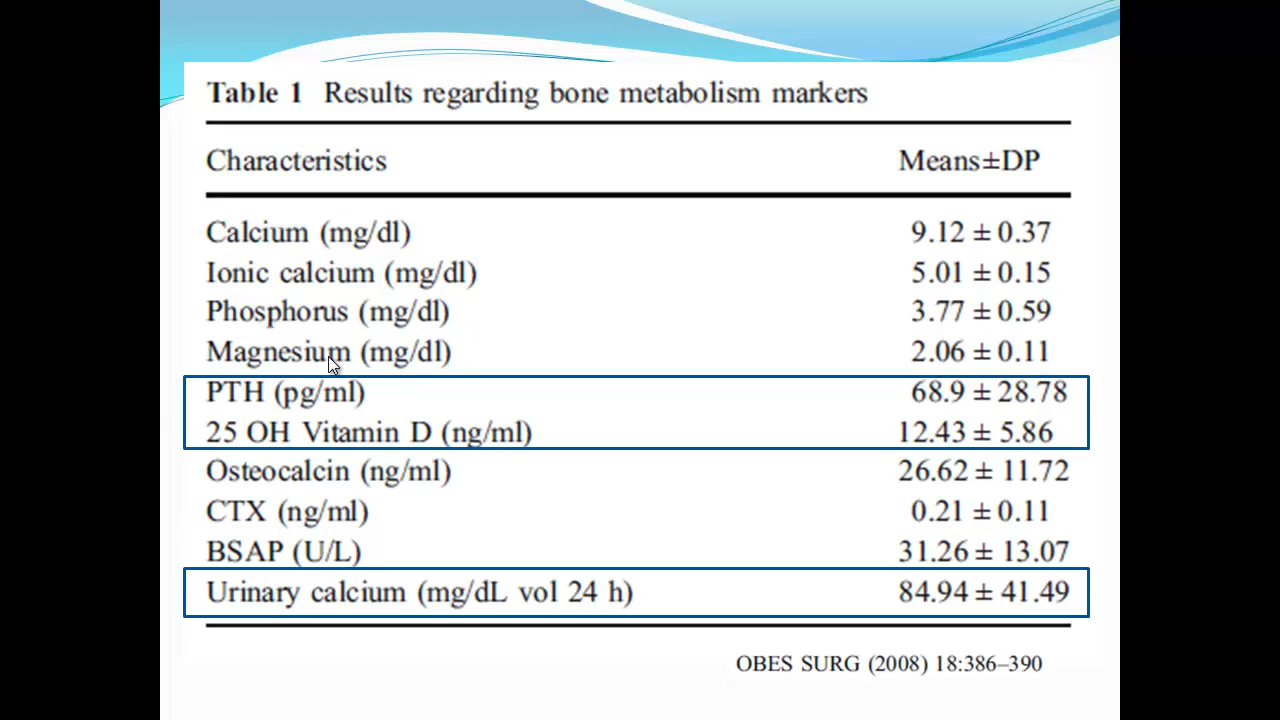 Table 1 Results regarding bone metabolism markers
Characteristics Means±DP
Calcium (mg/dl) 9.12 ± 0.37
Ionic calcium (mg/dl) 5.01 ± 0.15
Phosphorus (mg/dl) 3.77 ± 0.59
Magnesium (mg/dl) 2.06 ± 0.11
PTH (pg/ml) 68.9 ± 28.78
25 OH Vitamin D (ng/ml) 12.43 ± 5.86
Osteocalcin (ng/ml) 26.62 ± 11.72
CTX (ng/ml) 0.21 ± 0.11
BSAP (U/L) 31.26 ± 13.07
Urinary calcium (mg/dL vol 24 h) 84.94 ± 41.49
OBES SURG (2008) 18:386–390